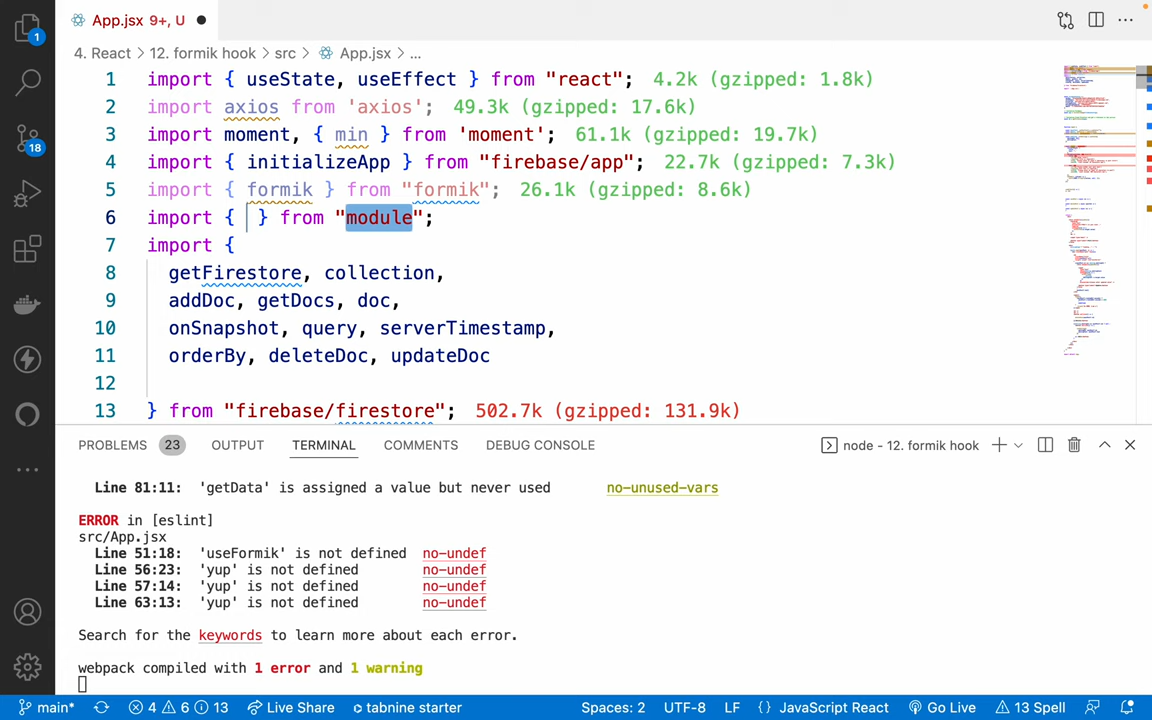 App.jsx 9+, U
4. React > 12. formik hook > src > App.jsx > ...
1 import { useState, useEffect } from "react"; 4.2k (gzipped: 1.8k)
2 import axios from 'axios'; 49.3k (gzipped: 17.6k)
3 import moment, { min } from 'moment'; 61.1k (gzipped: 19.7k)
4 import { initializeApp } from "firebase/app"; 22.7k (gzipped: 7.3k)
5 import { formik } from "formik"; 26.1k (gzipped: 8.6k)
6 import { } from "module";
7 import {
8 getFirestore, collection,
9 addDoc, getDocs, doc,
10 onSnapshot, query, serverTimestamp,
11 orderBy, deleteDoc, updateDoc
12
13 } from "firebase/firestore"; 502.7k (gzipped: 131.9k)
1
18
PROBLEMS 23 OUTPUT TERMINAL COMMENTS DEBUG CONSOLE node - 12. formik hook
Line 81:11: 'getData' is assigned a value but never used no-unused-vars
ERROR in [eslint]
src/App.jsx
Line 51:18: 'useFormik' is not defined no-undef
Line 56:23: 'yup' is not defined no-undef
Line 57:14: 'yup' is not defined no-undef
Line 63:13: 'yup' is not defined no-undef
Search for the keywords to learn more about each error.
webpack compiled with 1 error and 1 warning
main* 4 6 13 Live Share tabnine starter Spaces: 2 UTF-8 LF {} JavaScript React Go Live 13 Spell